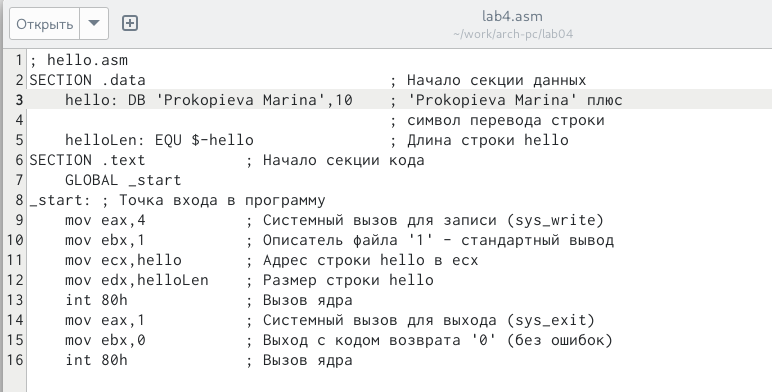 Открыть
lab4.asm
~/work/arch-pc/lab04
1 ; hello.asm
2 SECTION .data ; Начало секции данных
3 hello: DB 'Prokopieva Marina',10 ; 'Prokopieva Marina' плюс
4 ; символ перевода строки
5 helloLen: EQU $-hello ; Длина строки hello
6 SECTION .text ; Начало секции кода
7 GLOBAL _start
8 _start: ; Точка входа в программу
9 mov eax,4 ; Системный вызов для записи (sys_write)
10 mov ebx,1 ; Описатель файла '1' - стандартный вывод
11 mov ecx,hello ; Адрес строки hello в ecx
12 mov edx,helloLen ; Размер строки hello
13 int 80h ; Вызов ядра
14 mov eax,1 ; Системный вызов для выхода (sys_exit)
15 mov ebx,0 ; Выход с кодом возврата '0' (без ошибок)
16 int 80h ; Вызов ядра